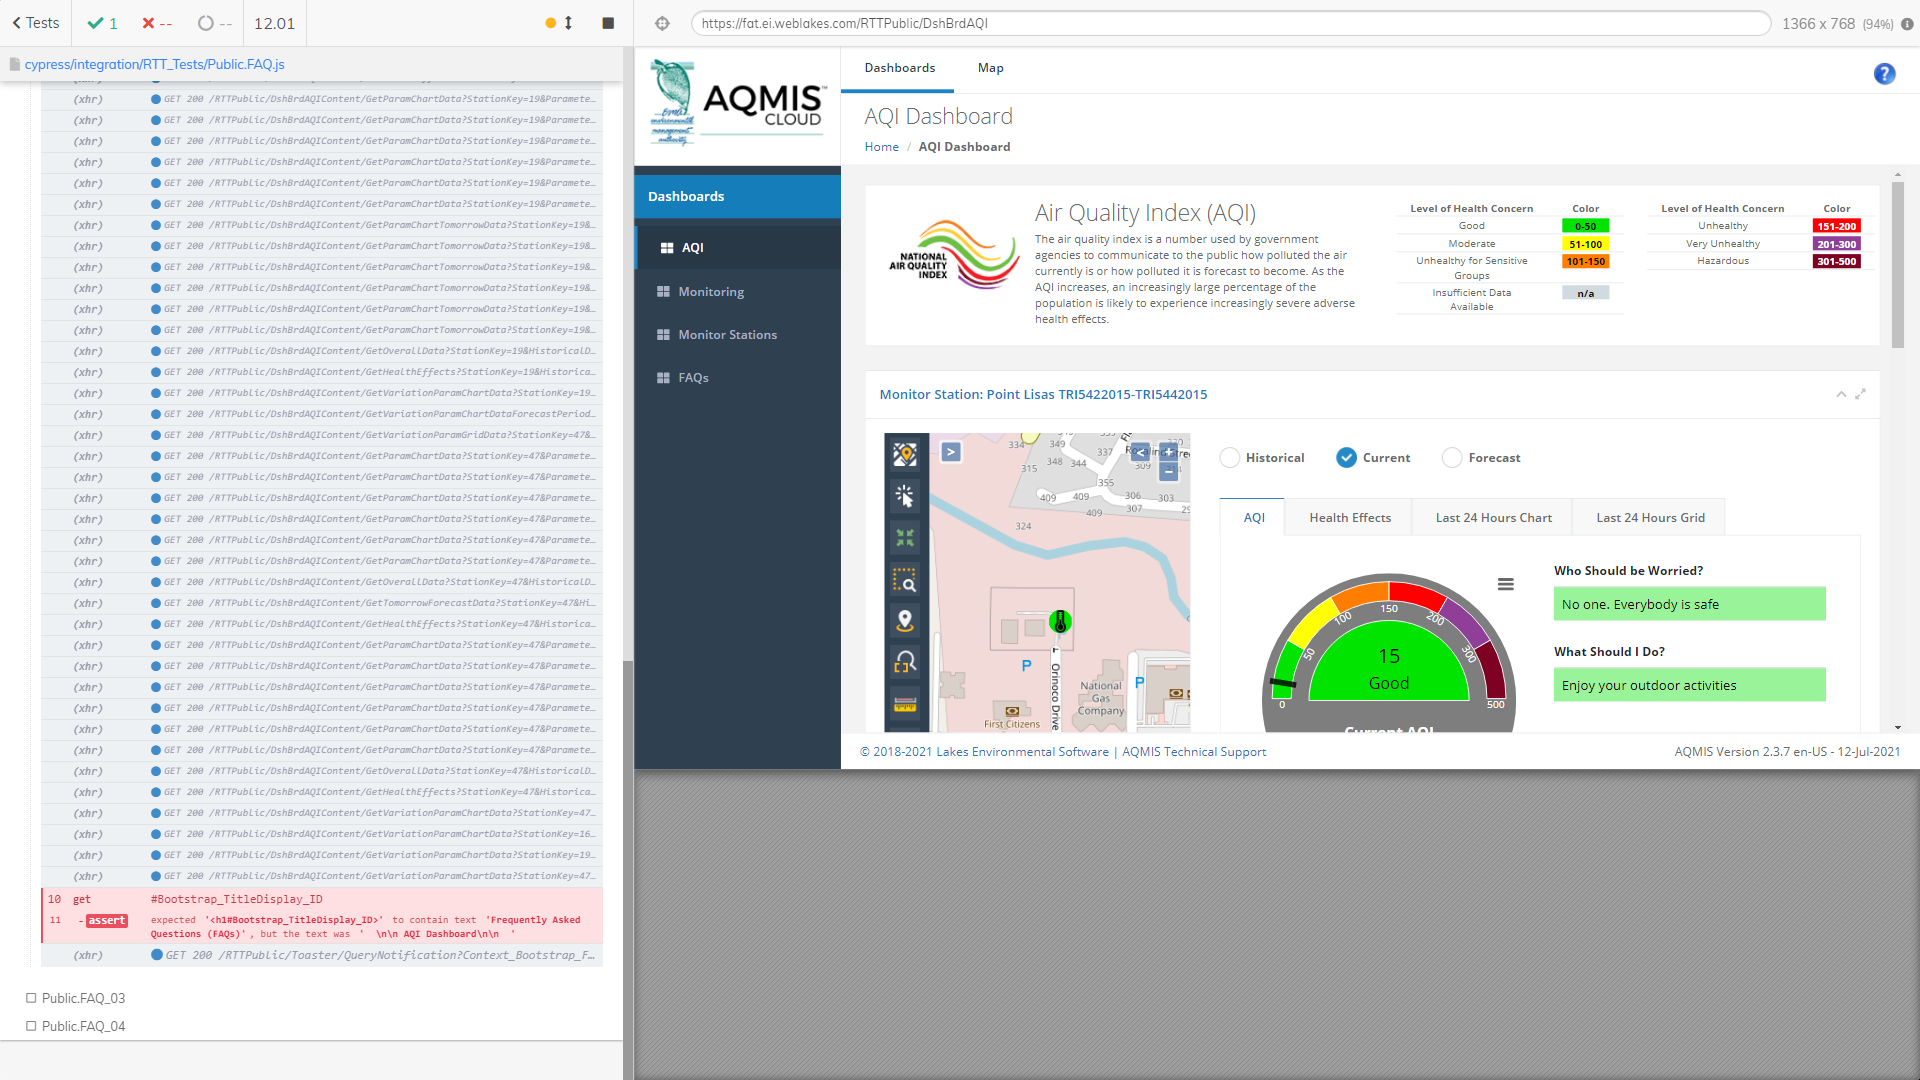 Tests
1
--
--
12.01
https://fat.ei.weblakes.com/RTTPublic/DshBrdAQI
1366 x 768 (94%)
cypress/integration/RTT_Tests/Public.FAQ.js
(xhr) GET 200 /RTTPublic/DshBrdAQIContent/GetParamChartData?StationKey=19&Paramete…
(xhr) GET 200 /RTTPublic/DshBrdAQIContent/GetParamChartData?StationKey=19&Paramete…
(xhr) GET 200 /RTTPublic/DshBrdAQIContent/GetParamChartData?StationKey=19&Paramete…
(xhr) GET 200 /RTTPublic/DshBrdAQIContent/GetParamChartData?StationKey=19&Paramete…
(xhr) GET 200 /RTTPublic/DshBrdAQIContent/GetParamChartData?StationKey=19&Paramete…
(xhr) GET 200 /RTTPublic/DshBrdAQIContent/GetParamChartData?StationKey=19&Paramete…
(xhr) GET 200 /RTTPublic/DshBrdAQIContent/GetParamChartTomorrowData?StationKey=19&…
(xhr) GET 200 /RTTPublic/DshBrdAQIContent/GetParamChartTomorrowData?StationKey=19&…
(xhr) GET 200 /RTTPublic/DshBrdAQIContent/GetParamChartTomorrowData?StationKey=19&…
(xhr) GET 200 /RTTPublic/DshBrdAQIContent/GetParamChartTomorrowData?StationKey=19&…
(xhr) GET 200 /RTTPublic/DshBrdAQIContent/GetParamChartTomorrowData?StationKey=19&…
(xhr) GET 200 /RTTPublic/DshBrdAQIContent/GetParamChartTomorrowData?StationKey=19&…
(xhr) GET 200 /RTTPublic/DshBrdAQIContent/GetOverallData?StationKey=19&HistoricalD…
(xhr) GET 200 /RTTPublic/DshBrdAQIContent/GetHealthEffects?StationKey=19&Historica…
(xhr) GET 200 /RTTPublic/DshBrdAQIContent/GetVariationParamChartData?StationKey=19…
(xhr) GET 200 /RTTPublic/DshBrdAQIContent/GetVariationParamChartDataForecastPeriod…
(xhr) GET 200 /RTTPublic/DshBrdAQIContent/GetVariationParamGridData?StationKey=47&…
(xhr) GET 200 /RTTPublic/DshBrdAQIContent/GetParamChartData?StationKey=47&Paramete…
(xhr) GET 200 /RTTPublic/DshBrdAQIContent/GetParamChartData?StationKey=47&Paramete…
(xhr) GET 200 /RTTPublic/DshBrdAQIContent/GetParamChartData?StationKey=47&Paramete…
(xhr) GET 200 /RTTPublic/DshBrdAQIContent/GetParamChartData?StationKey=47&Paramete…
(xhr) GET 200 /RTTPublic/DshBrdAQIContent/GetParamChartData?StationKey=47&Paramete…
(xhr) GET 200 /RTTPublic/DshBrdAQIContent/GetParamChartData?StationKey=47&Paramete…
(xhr) GET 200 /RTTPublic/DshBrdAQIContent/GetOverallData?StationKey=47&HistoricalD…
(xhr) GET 200 /RTTPublic/DshBrdAQIContent/GetTomorrowForecastData?StationKey=47&Hi…
(xhr) GET 200 /RTTPublic/DshBrdAQIContent/GetHealthEffects?StationKey=47&Historica…
(xhr) GET 200 /RTTPublic/DshBrdAQIContent/GetParamChartData?StationKey=47&Paramete…
(xhr) GET 200 /RTTPublic/DshBrdAQIContent/GetParamChartData?StationKey=47&Paramete…
(xhr) GET 200 /RTTPublic/DshBrdAQIContent/GetParamChartData?StationKey=47&Paramete…
(xhr) GET 200 /RTTPublic/DshBrdAQIContent/GetParamChartData?StationKey=47&Paramete…
(xhr) GET 200 /RTTPublic/DshBrdAQIContent/GetParamChartData?StationKey=47&Paramete…
(xhr) GET 200 /RTTPublic/DshBrdAQIContent/GetParamChartData?StationKey=47&Paramete…
(xhr) GET 200 /RTTPublic/DshBrdAQIContent/GetOverallData?StationKey=47&HistoricalD…
(xhr) GET 200 /RTTPublic/DshBrdAQIContent/GetHealthEffects?StationKey=47&Historica…
(xhr) GET 200 /RTTPublic/DshBrdAQIContent/GetVariationParamChartData?StationKey=47…
(xhr) GET 200 /RTTPublic/DshBrdAQIContent/GetVariationParamChartData?StationKey=16…
(xhr) GET 200 /RTTPublic/DshBrdAQIContent/GetVariationParamChartData?StationKey=19…
(xhr) GET 200 /RTTPublic/DshBrdAQIContent/GetVariationParamChartData?StationKey=47…
10 get #Bootstrap_TitleDisplay_ID
11 - assert expected '<h1#Bootstrap_TitleDisplay_ID>' to contain text 'Frequently Asked
Questions (FAQs)', but the text was ' \n\n AQI Dashboard\n\n '
(xhr) GET 200 /RTTPublic/Toaster/QueryNotification?Context_Bootstrap_F…
Public.FAQ_03
Public.FAQ_04
EMA
environmental
management
authority
AQMIS
CLOUD
Dashboards
Map
?
AQI Dashboard
Home / AQI Dashboard
Dashboards
AQI
Monitoring
Monitor Stations
FAQs
NATIONAL
AIR QUALITY
INDEX
Air Quality Index (AQI)
The air quality index is a number used by government
agencies to communicate to the public how polluted the air
currently is or how polluted it is forecast to become. As the
AQI increases, an increasingly large percentage of the
population is likely to experience increasingly severe adverse
health effects.
Level of Health Concern Color
Good 0-50
Moderate 51-100
Unhealthy for Sensitive
Groups 101-150
Insufficient Data
Available n/a
Level of Health Concern Color
Unhealthy 151-200
Very Unhealthy 201-300
Hazardous 301-500
Monitor Station: Point Lisas TRI5422015-TRI5442015
>
<
+
−
334
349
337
315
348
344
309
355
409
409
306
303
307
409
324
P
P
Orinoco Drive
National
Gas
Company
First Citizens
Historical
Current
Forecast
AQI
Health Effects
Last 24 Hours Chart
Last 24 Hours Grid
0
50
100
150
200
300
500
15
Good
Current AQI
Who Should be Worried?
No one. Everybody is safe
What Should I Do?
Enjoy your outdoor activities
© 2018-2021 Lakes Environmental Software | AQMIS Technical Support
AQMIS Version 2.3.7 en-US - 12-Jul-2021